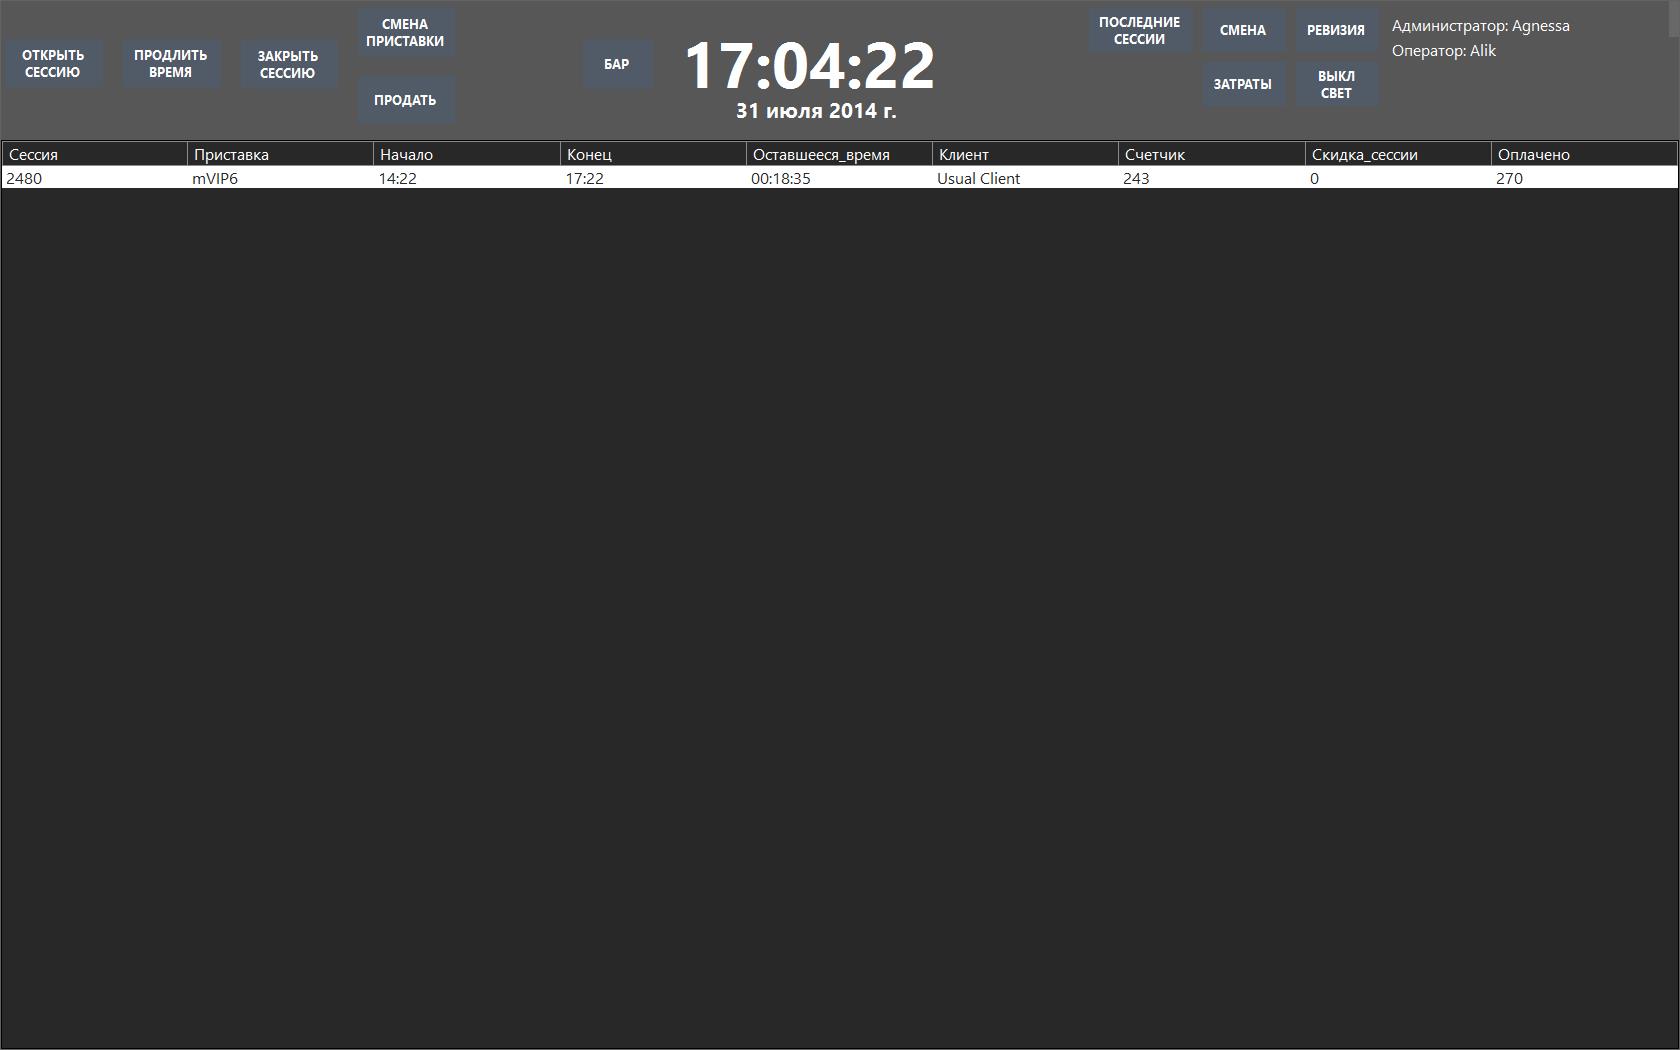 ОТКРЫТЬ
СЕССИЮ
ПРОДЛИТЬ
ВРЕМЯ
ЗАКРЫТЬ
СЕССИЮ
СМЕНА
ПРИСТАВКИ
ПРОДАТЬ
БАР
17:04:22
31 июля 2014 г.
ПОСЛЕДНИЕ
СЕССИИ
СМЕНА
РЕВИЗИЯ
ЗАТРАТЫ
ВЫКЛ
СВЕТ
Администратор: Agnessa
Оператор: Alik
Сессия Приставка Начало Конец Оставшееся_время Клиент Счетчик Скидка_сессии Оплачено
2480 mVIP6 14:22 17:22 00:18:35 Usual Client 243 0 270